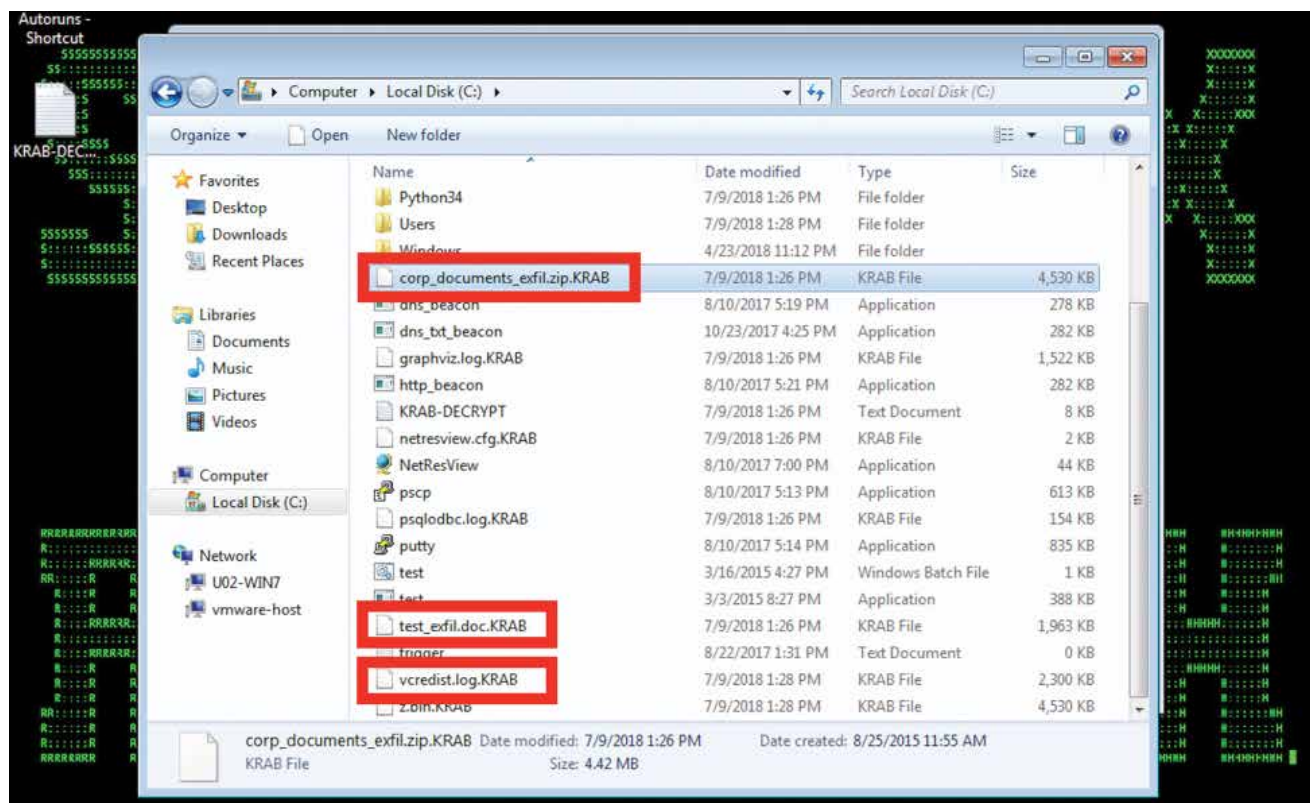 Autoruns -
Shortcut
KRAB-DEC...
Computer ▸ Local Disk (C:) ▸
Search Local Disk (C:)
Organize ▾ Open New folder
Favorites
Desktop
Downloads
Recent Places
Libraries
Documents
Music
Pictures
Videos
Computer
Local Disk (C:)
Network
U02-WIN7
vmware-host
Name Date modified Type Size
Python34 7/9/2018 1:26 PM File folder
Users 7/9/2018 1:28 PM File folder
Windows 4/23/2018 11:12 PM File folder
corp_documents_exfil.zip.KRAB 7/9/2018 1:26 PM KRAB File 4,530 KB
dns_beacon 8/10/2017 5:19 PM Application 278 KB
dns_txt_beacon 10/23/2017 4:25 PM Application 282 KB
graphviz.log.KRAB 7/9/2018 1:26 PM KRAB File 1,522 KB
http_beacon 8/10/2017 5:21 PM Application 282 KB
KRAB-DECRYPT 7/9/2018 1:26 PM Text Document 8 KB
netresview.cfg.KRAB 7/9/2018 1:26 PM KRAB File 2 KB
NetResView 8/10/2017 7:00 PM Application 44 KB
pscp 8/10/2017 5:13 PM Application 613 KB
psqlodbc.log.KRAB 7/9/2018 1:26 PM KRAB File 154 KB
putty 8/10/2017 5:14 PM Application 835 KB
test 3/16/2015 4:27 PM Windows Batch File 1 KB
test 3/3/2015 8:27 PM Application 388 KB
test_exfil.doc.KRAB 7/9/2018 1:26 PM KRAB File 1,963 KB
trigger 8/22/2017 1:31 PM Text Document 0 KB
vcredist.log.KRAB 7/9/2018 1:28 PM KRAB File 2,300 KB
z.bin.KRAB 7/9/2018 1:28 PM KRAB File 4,530 KB
corp_documents_exfil.zip.KRAB Date modified: 7/9/2018 1:26 PM Date created: 8/25/2015 11:55 AM
KRAB File Size: 4.42 MB